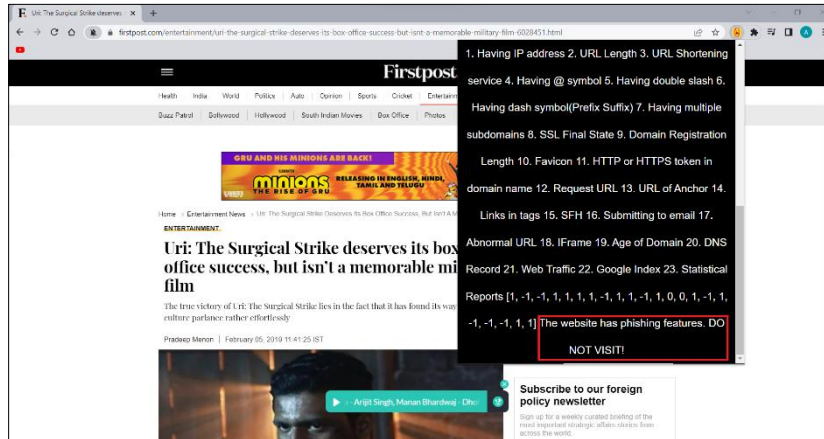 Uri: The Surgical Strike deserves
firstpost.com/entertainment/uri-the-surgical-strike-deserves-its-box-office-success-but-isnt-a-memorable-military-film-6028451.html
Firstpost
Health India World Politics Auto Opinion Sports Cricket Entertainm
Buzz Patrol Bollywood Hollywood South Indian Movies Box Office Photos
GRU AND HIS MINIONS ARE BACK!
MINIONS
THE RISE OF GRU
RELEASING IN ENGLISH, HINDI,
TAMIL AND TELUGU
Home Entertainment News Uri: The Surgical Strike Deserves Its Box Office Success, But Isn't A M
ENTERTAINMENT
Uri: The Surgical Strike deserves its box
office success, but isn't a memorable mi
film
The true victory of Uri: The Surgical Strike lies in the fact that it has found its way
culture parlance rather effortlessly
Pradeep Menon | February 05, 2019 11:41:25 IST
1. Having IP address 2. URL Length 3. URL Shortening
service 4. Having @ symbol 5. Having double slash 6.
Having dash symbol(Prefix Suffix) 7. Having multiple
subdomains 8. SSL Final State 9. Domain Registration
Length 10. Favicon 11. HTTP or HTTPS token in
domain name 12. Request URL 13. URL of Anchor 14.
Links in tags 15. SFH 16. Submitting to email 17.
Abnormal URL 18. IFrame 19. Age of Domain 20. DNS
Record 21. Web Traffic 22. Google Index 23. Statistical
Reports [1, -1, -1, 1, 1, 1, 1, -1, 1, 1, -1, 1, 0, 0, 1, -1, 1,
-1, -1, -1, 1, 1] The website has phishing features. DO
NOT VISIT!
Arijit Singh, Manan Bhardwaj - Dho
Subscribe to our foreign
policy newsletter
Sign up for a weekly curated briefing of the
most important strategic affairs stories from
across the world.